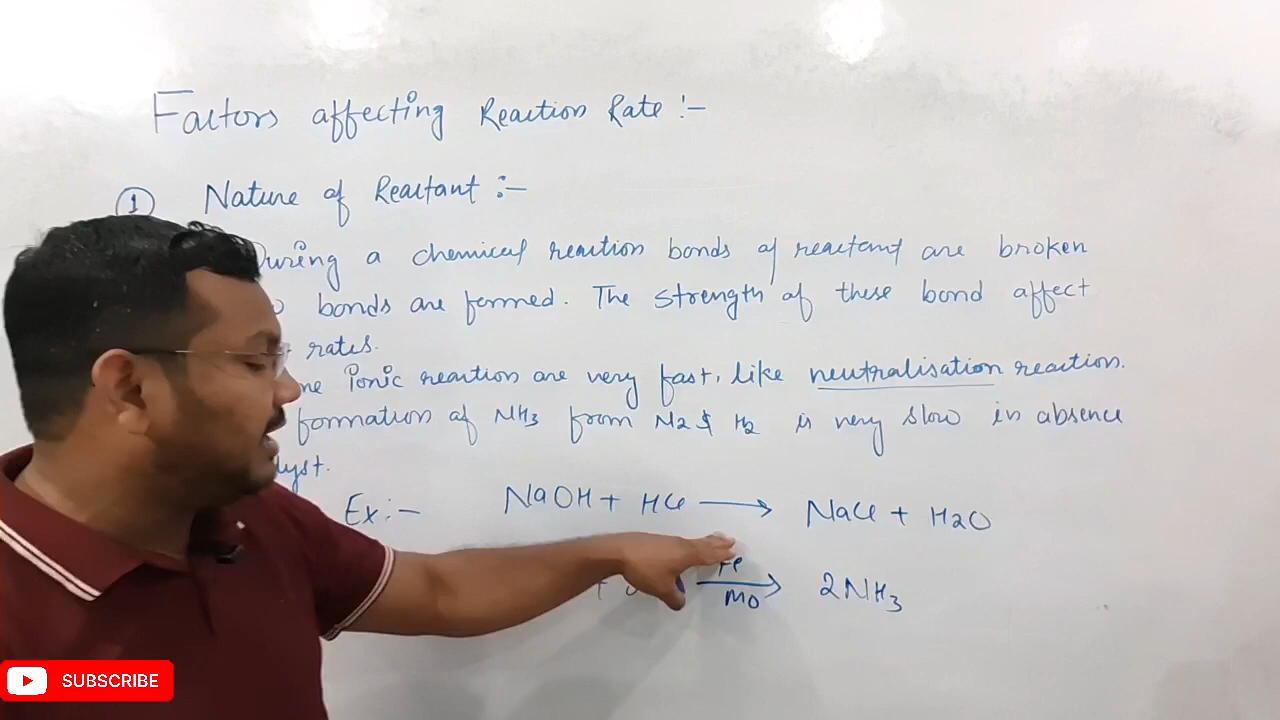 Factors affecting Reaction Rate :-
① Nature of Reactant :-
During a chemical reaction bonds of reactant are broken
bonds are formed. The strength of these bond affect
rates.
Ionic reaction are very fast, like neutralisation reaction.
formation of NH3 from N2 & H2 is very slow in absence
lyst.
Ex:- NaOH + HCl ⟶ NaCl + H2O
+ Fe Mo ⟶ 2NH3
SUBSCRIBE